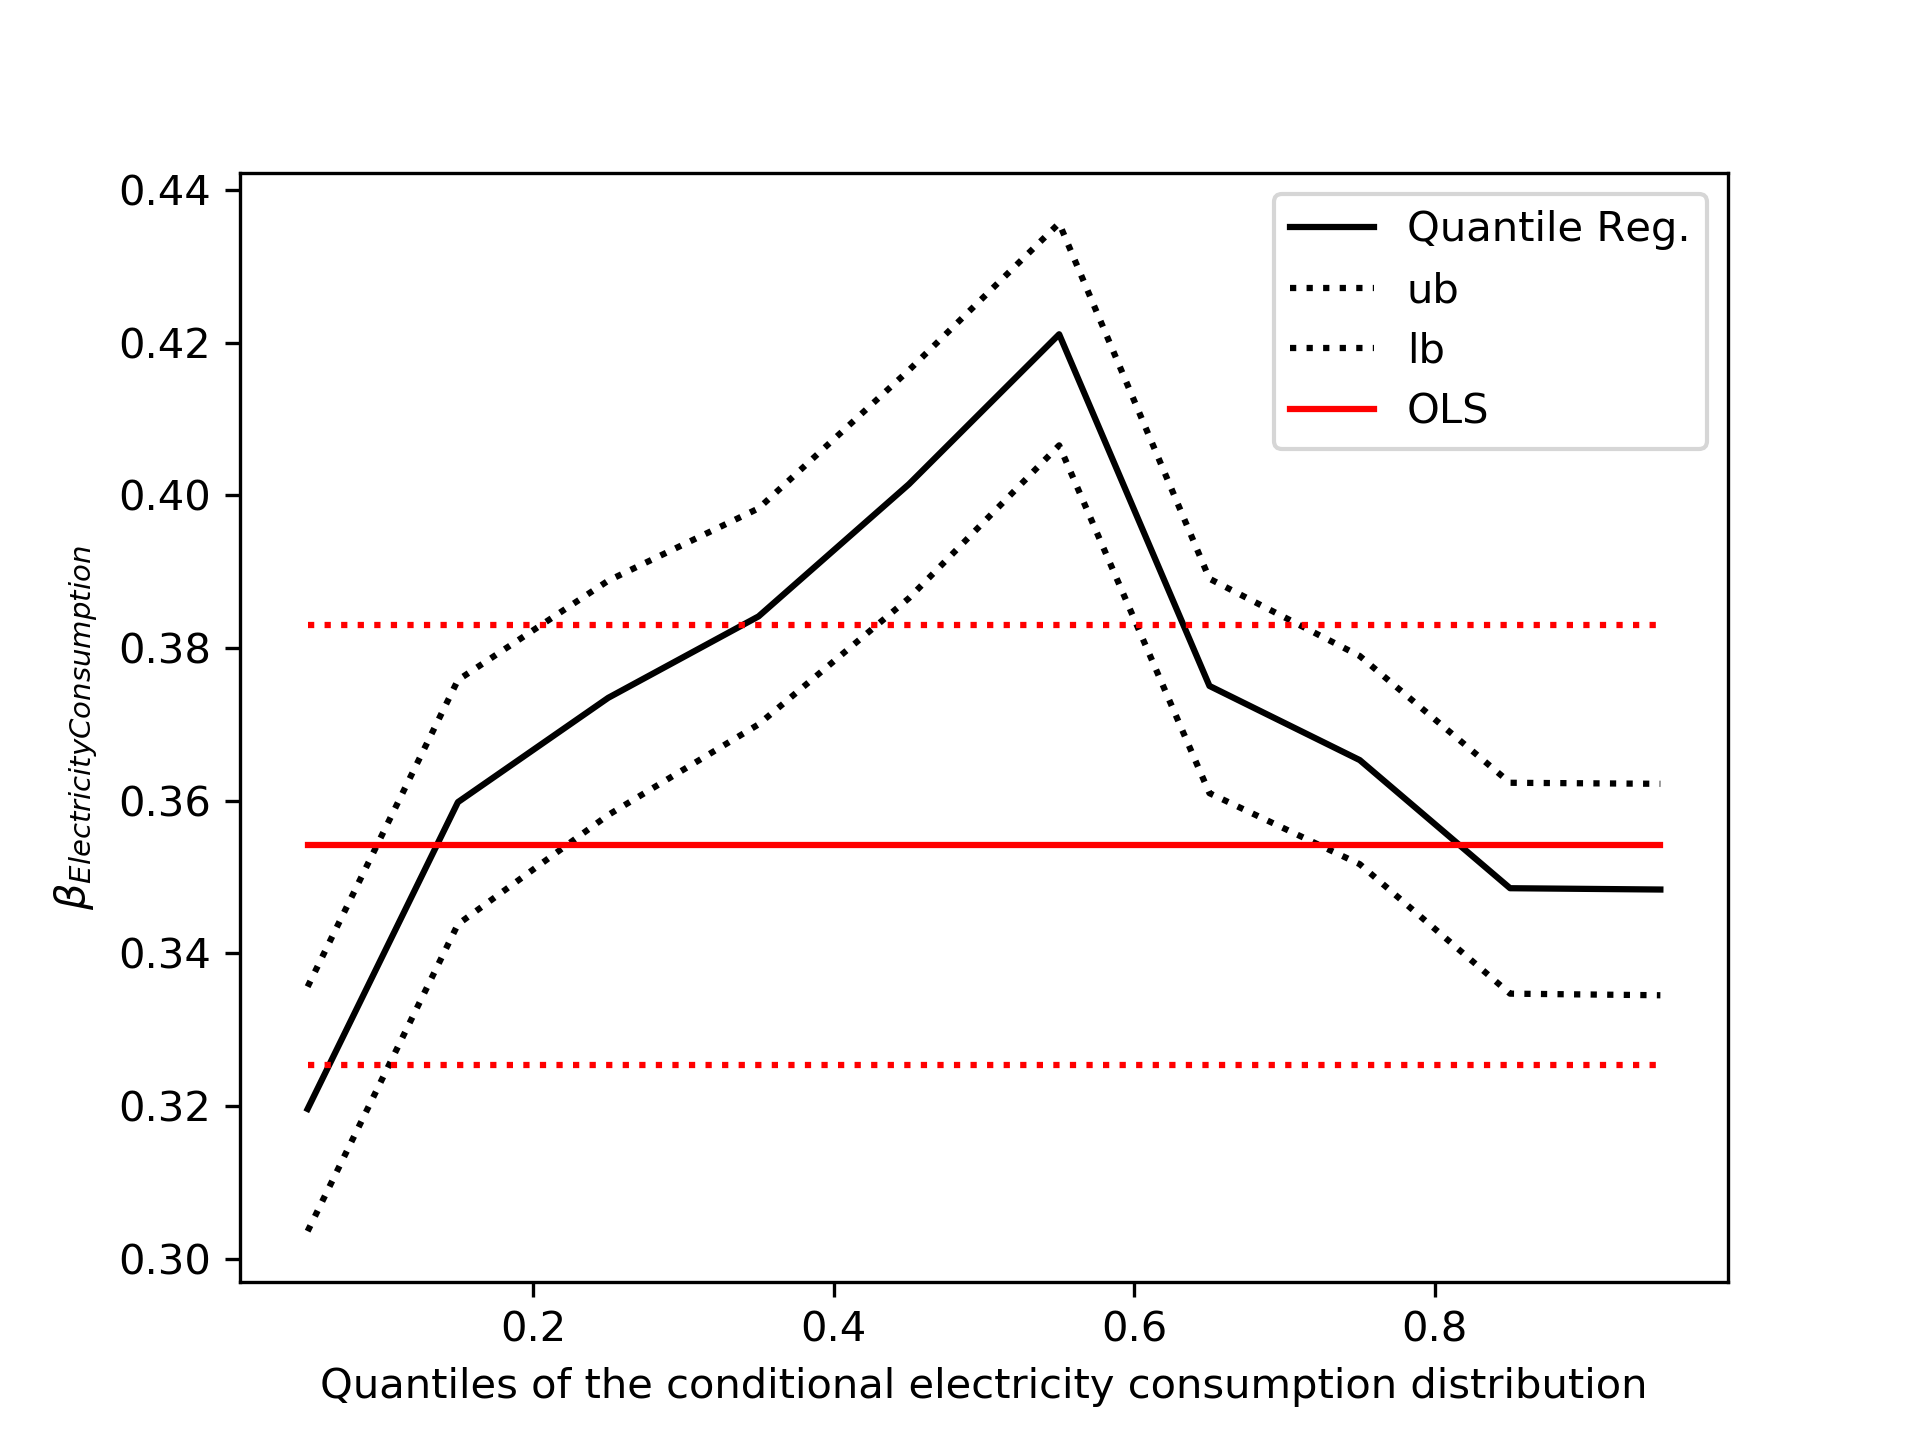 0.44
0.42
0.40
0.38
0.36
0.34
0.32
0.30
βElectricityConsumption
Quantile Reg.
ub
lb
OLS
0.2 0.4 0.6 0.8
Quantiles of the conditional electricity consumption distribution